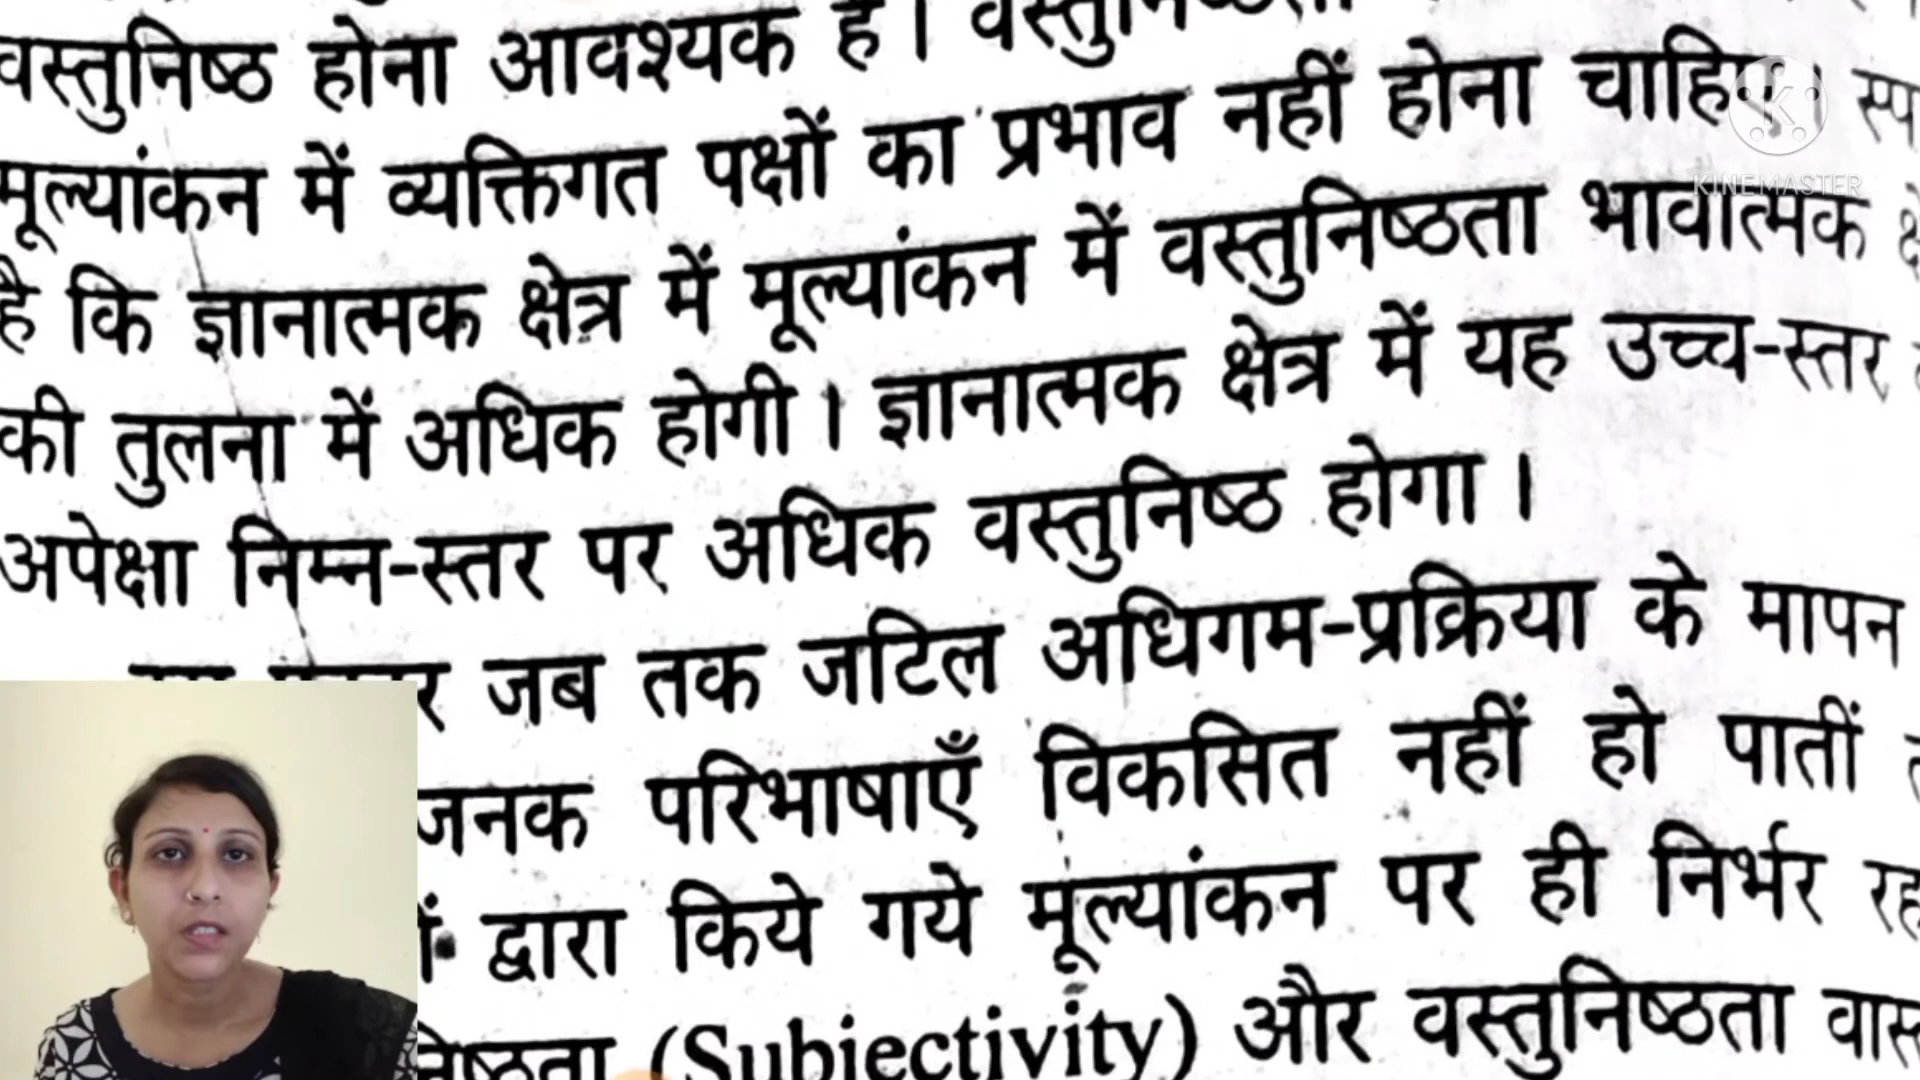 वस्तुनिष्ठ होना आवश्यक है।
मूल्यांकन में व्यक्तिगत पक्षों का प्रभाव नहीं होना चाहिए।
KINEMASTER
है कि ज्ञानात्मक क्षेत्र में मूल्यांकन में वस्तुनिष्ठता भावात्मक
की तुलना में अधिक होगी। ज्ञानात्मक क्षेत्र में यह उच्च-स्तर
अपेक्षा निम्न-स्तर पर अधिक वस्तुनिष्ठ होगा।
जब तक जटिल अधिगम-प्रक्रिया के मापन
जनक परिभाषाएँ विकसित नहीं हो पातीं
द्वारा किये गये मूल्यांकन पर ही निर्भर
(Subjectivity) और वस्तुनिष्ठता